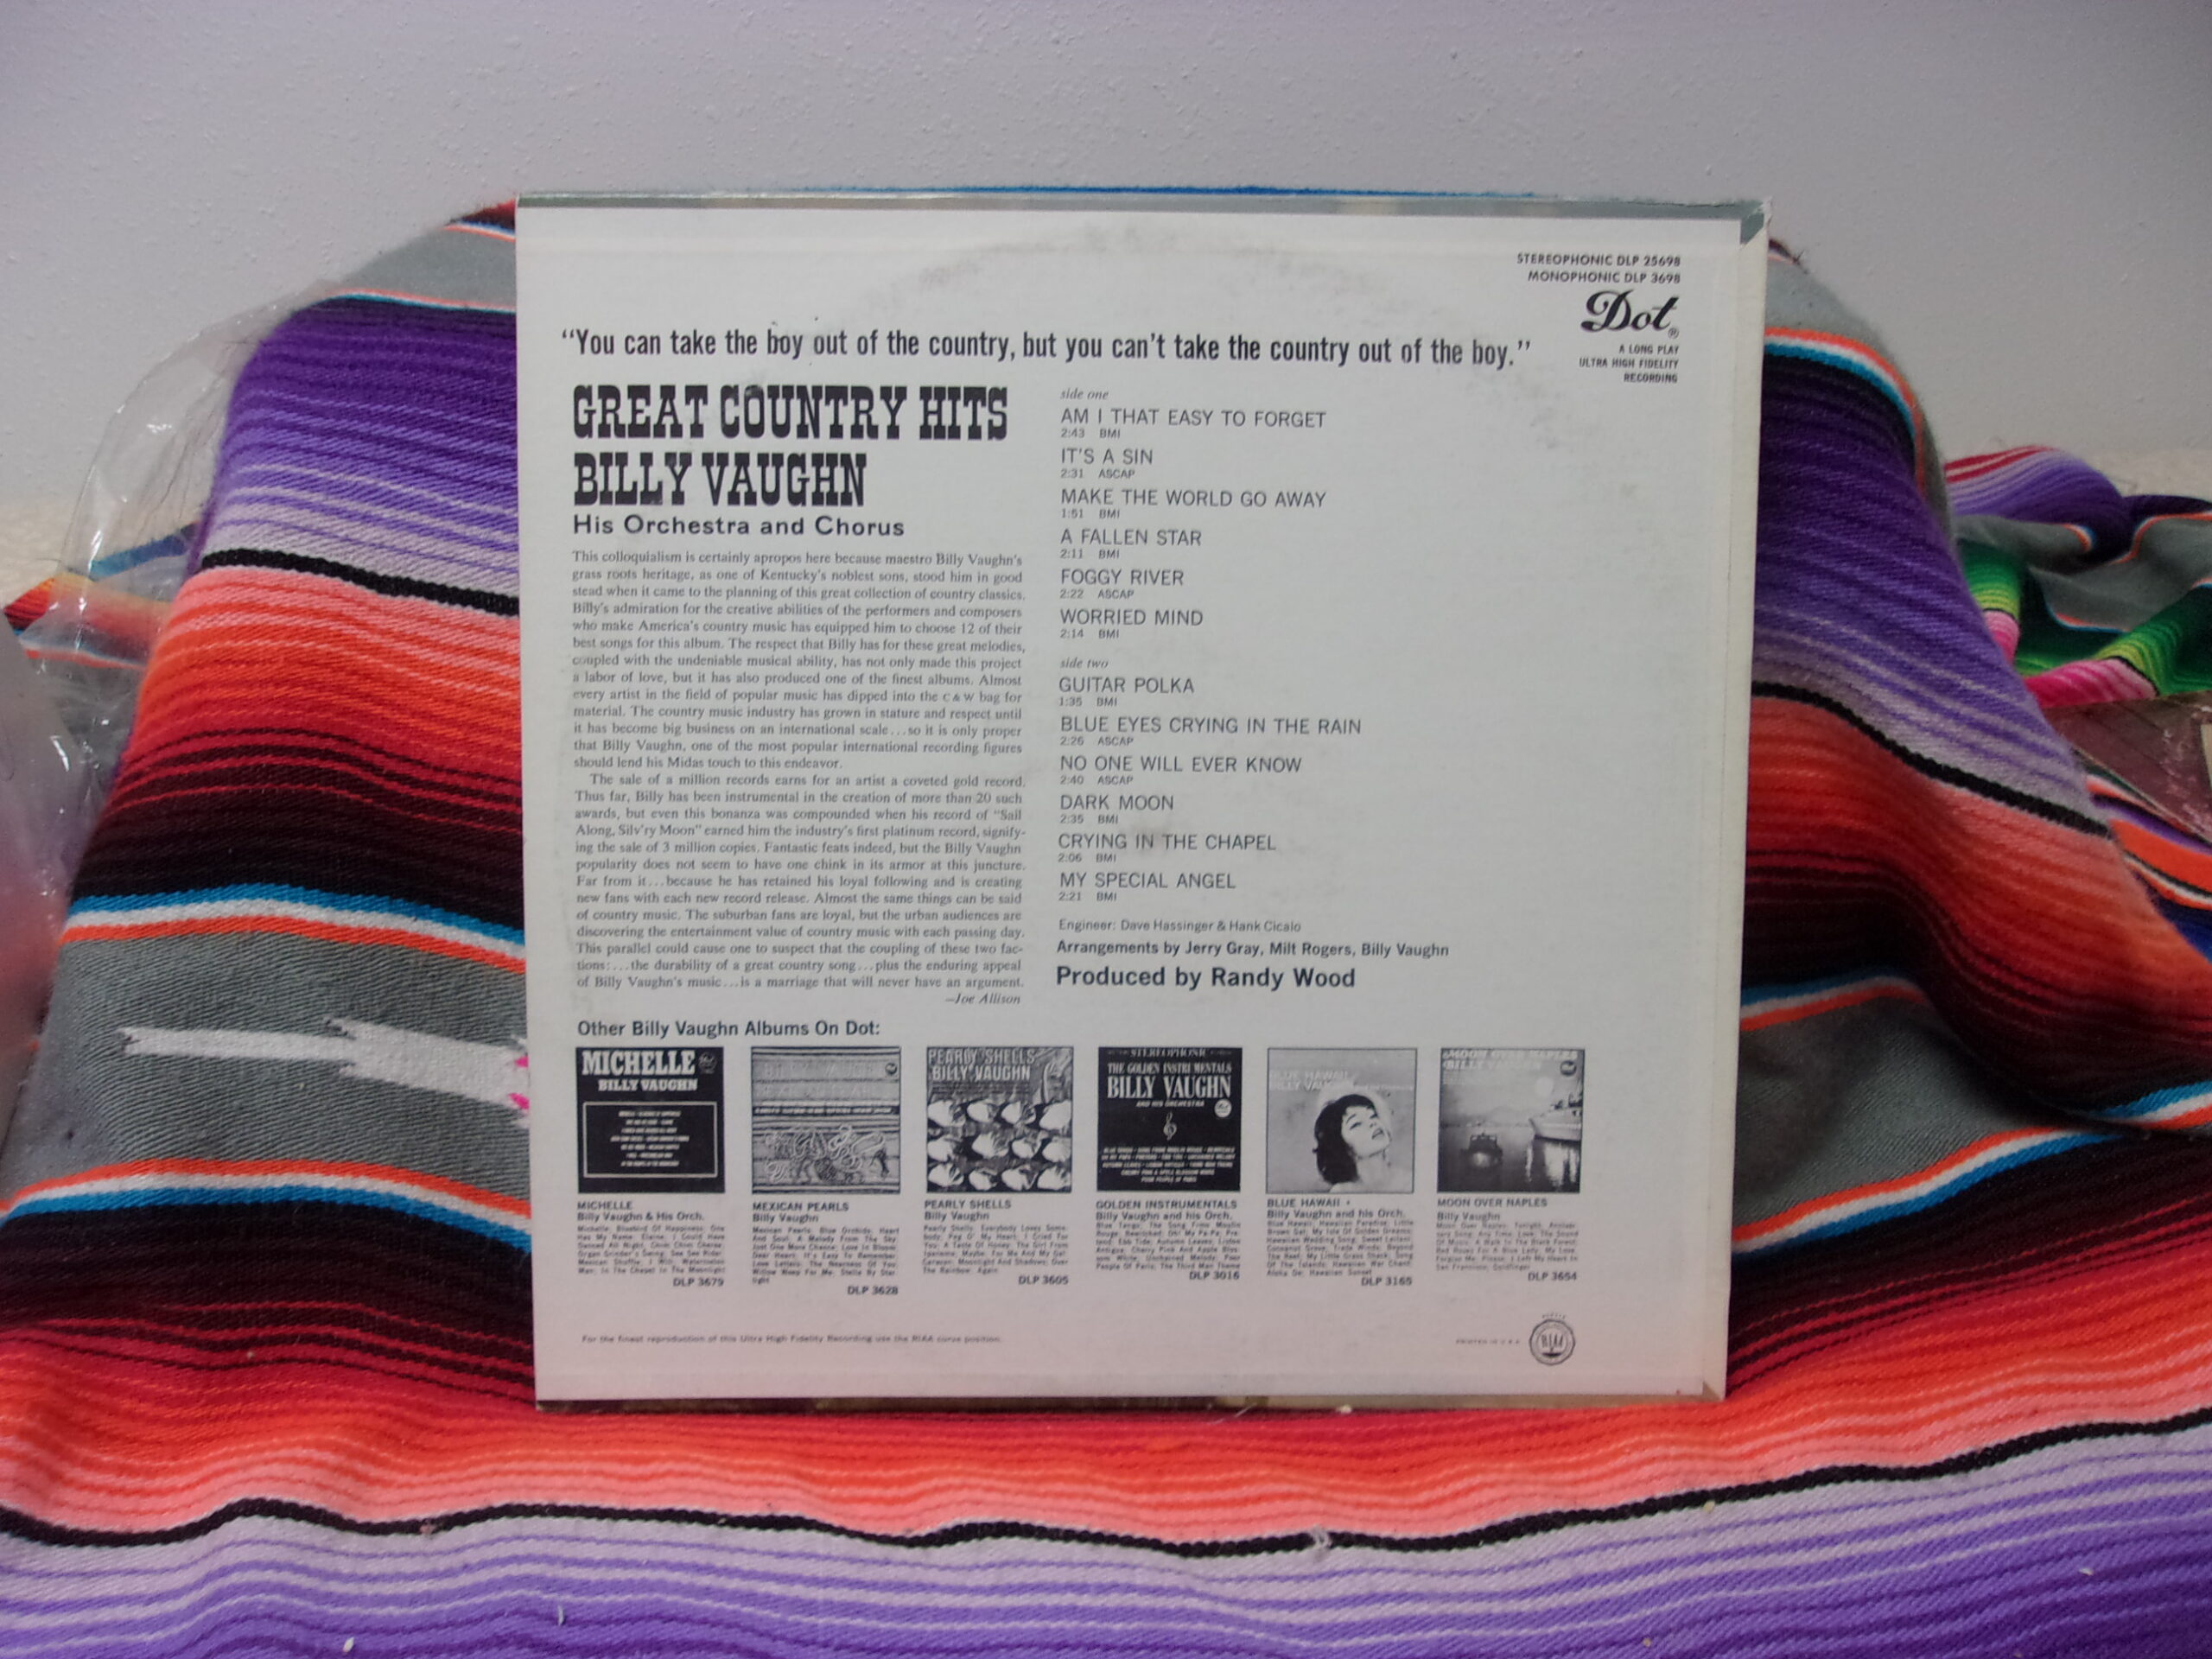 STEREOPHONIC DLP 25698
MONOPHONIC DLP 3698
Dot®
A LONG PLAY
ULTRA HIGH FIDELITY
RECORDING
“You can take the boy out of the country, but you can't take the country out of the boy.”
GREAT COUNTRY HITS
BILLY VAUGHN
His Orchestra and Chorus
This colloquialism is certainly apropos here because maestro Billy Vaughn's
grass roots heritage, as one of Kentucky's noblest sons, stood him in good
stead when it came to the planning of this great collection of country classics.
Billy's admiration for the creative abilities of the performers and composers
who make America's country music has equipped him to choose 12 of their
best songs for this album. The respect that Billy has for these great melodies,
coupled with the undeniable musical ability, has not only made this project
a labor of love, but it has also produced one of the finest albums. Almost
every artist in the field of popular music has dipped into the C & W bag for
material. The country music industry has grown in stature and respect until
it has become big business on an international scale...so it is only proper
that Billy Vaughn, one of the most popular international recording figures
should lend his Midas touch to this endeavor.
The sale of a million records earns for an artist a coveted gold record.
Thus far, Billy has been instrumental in the creation of more than 20 such
awards, but even this bonanza was compounded when his record of "Sail
Along, Silv'ry Moon" earned him the industry's first platinum record, signify-
ing the sale of 3 million copies. Fantastic feats indeed, but the Billy Vaughn
popularity does not seem to have one chink in its armor at this juncture.
Far from it...because he has retained his loyal following and is creating
new fans with each new record release. Almost the same things can be said
of country music. The suburban fans are loyal, but the urban audiences are
discovering the entertainment value of country music with each passing day.
This parallel could cause one to suspect that the coupling of these two fac-
tions:...the durability of a great country song...plus the enduring appeal
of Billy Vaughn's music...is a marriage that will never have an argument.
—Joe Allison
side one
AM I THAT EASY TO FORGET
2:43 BMI
IT'S A SIN
2:31 ASCAP
MAKE THE WORLD GO AWAY
1:51 BMI
A FALLEN STAR
2:11 BMI
FOGGY RIVER
2:22 ASCAP
WORRIED MIND
2:14 BMI
side two
GUITAR POLKA
1:35 BMI
BLUE EYES CRYING IN THE RAIN
2:26 ASCAP
NO ONE WILL EVER KNOW
2:40 ASCAP
DARK MOON
2:35 BMI
CRYING IN THE CHAPEL
2:06 BMI
MY SPECIAL ANGEL
2:21 BMI
Engineer: Dave Hassinger & Hank Cicalo
Arrangements by Jerry Gray, Milt Rogers, Billy Vaughn
Produced by Randy Wood
Other Billy Vaughn Albums On Dot:
MICHELLE
BILLY VAUGHN
PEARLY SHELLS
BILLY VAUGHN
THE GOLDEN INSTRUMENTALS
BILLY VAUGHN
AND HIS ORCHESTRA
BLUE HAWAII
BILLY VAUGHN
MOON OVER NAPLES
BILLY VAUGHN
MICHELLE
Billy Vaughn & His Orch.
DLP 3679
MEXICAN PEARLS
Billy Vaughn
DLP 3628
PEARLY SHELLS
Billy Vaughn
DLP 3605
GOLDEN INSTRUMENTALS
Billy Vaughn and his Orch.
DLP 3016
BLUE HAWAII
Billy Vaughn and his Orch.
DLP 3165
MOON OVER NAPLES
Billy Vaughn
DLP 3654
For the finest reproduction of this Ultra High Fidelity Recording use the RIAA curve position.
PRINTED IN U.S.A.
RIAA